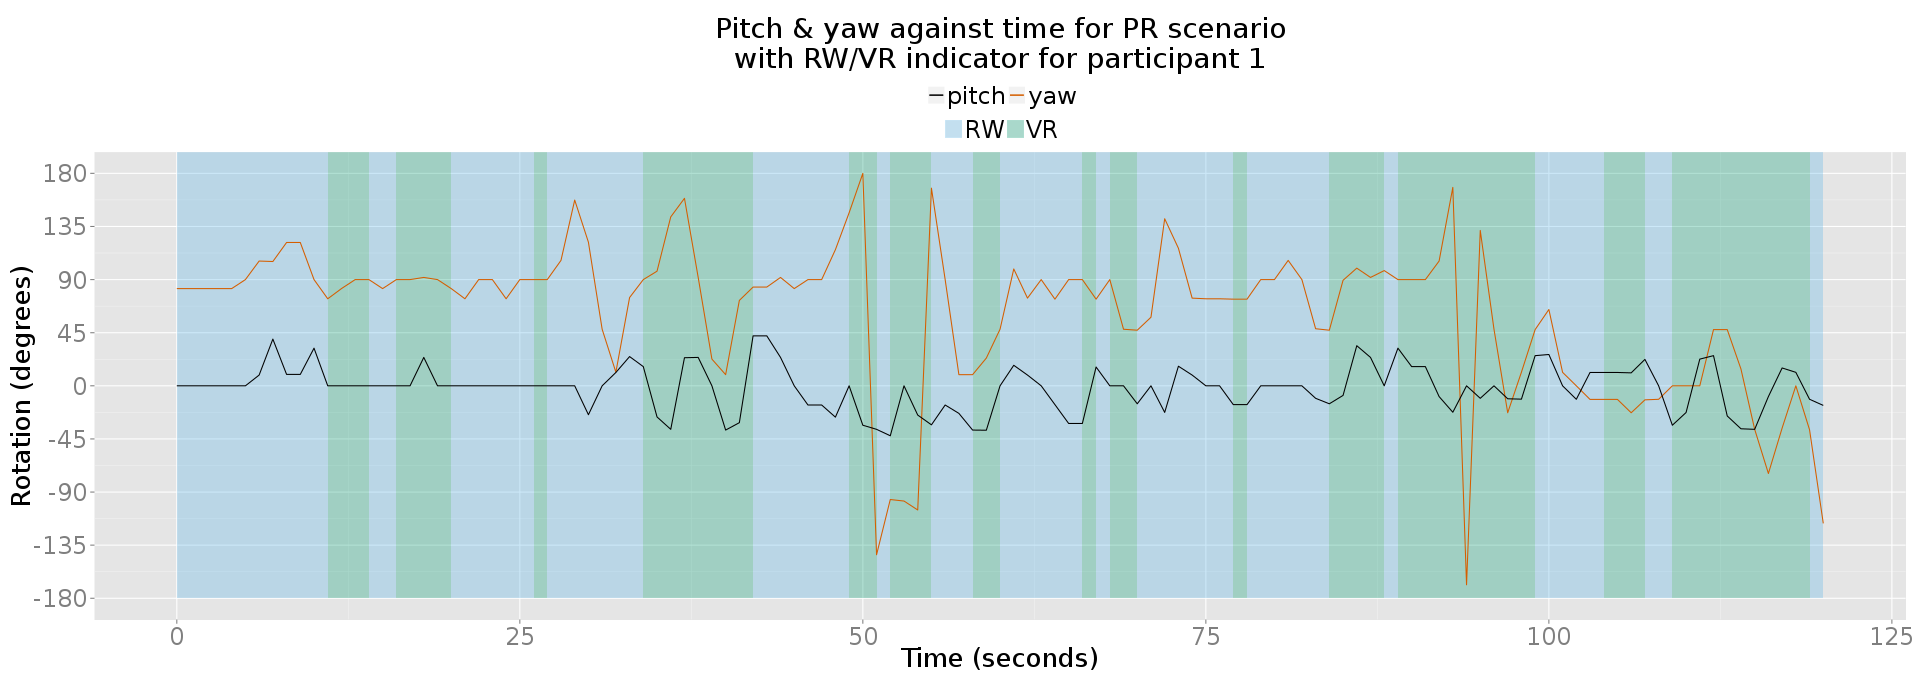 Pitch & yaw against time for PR scenario
with RW/VR indicator for participant 1
pitch yaw
RW VR
Rotation (degrees)
180
135
90
45
0
-45
-90
-135
-180
0 25 50 75 100 125
Time (seconds)